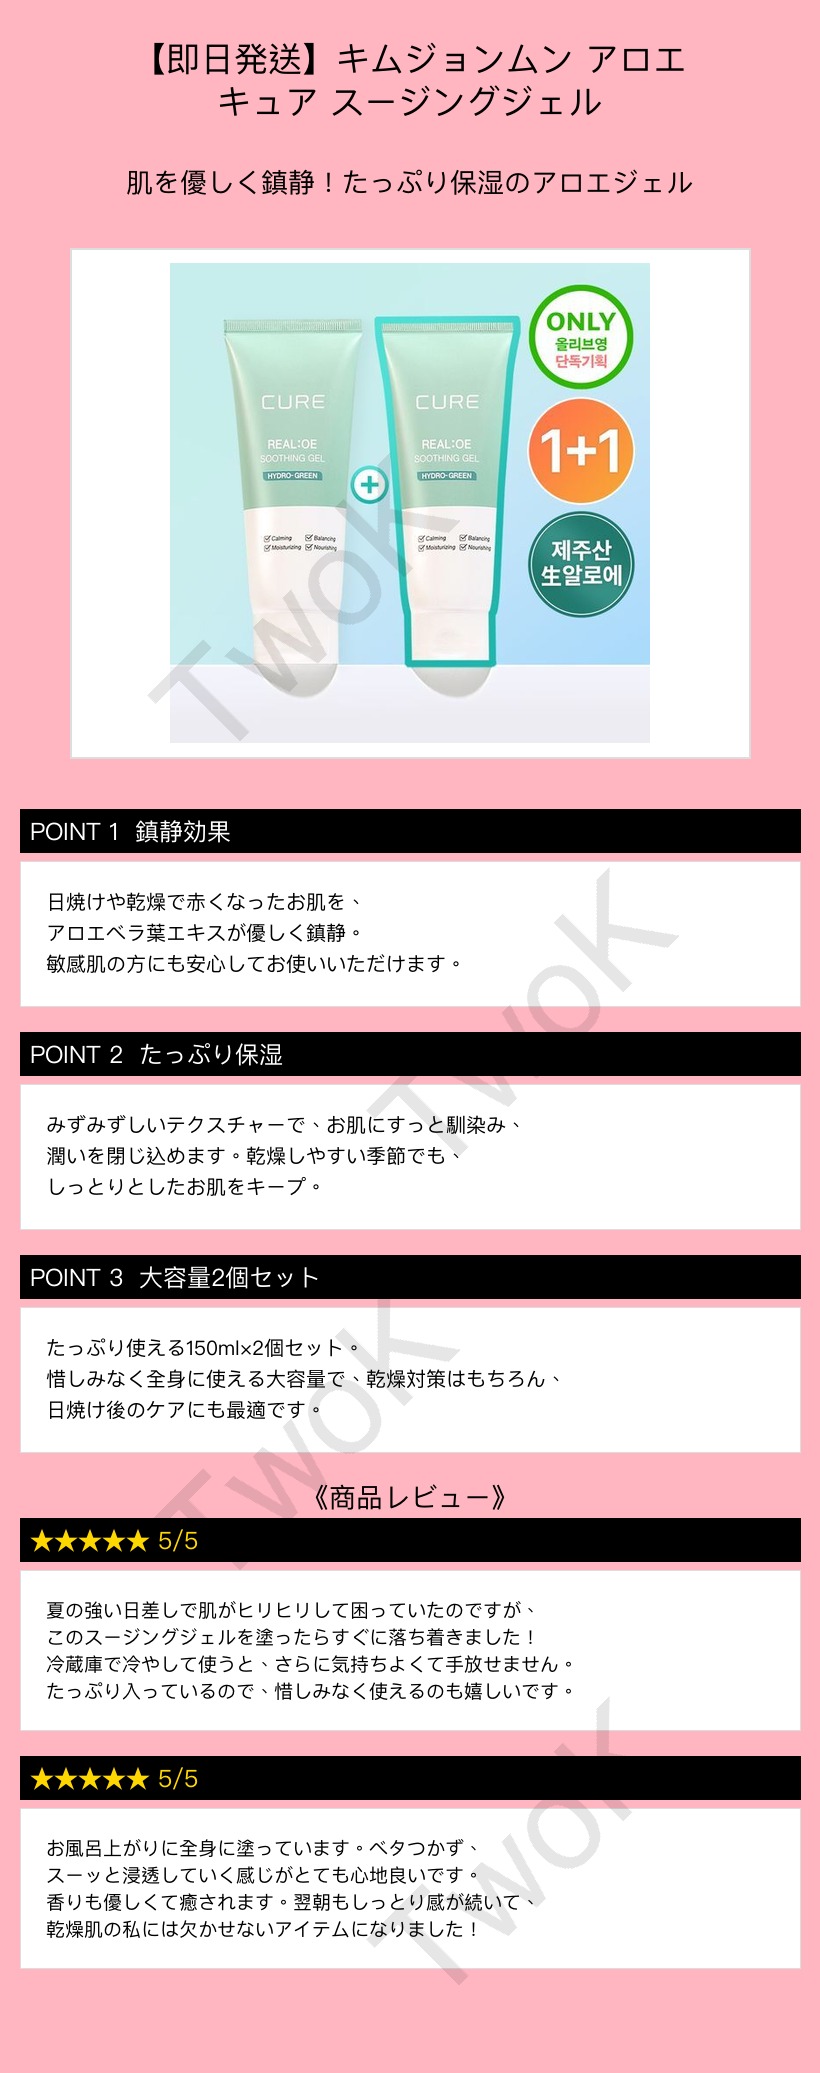 【即日発送】キムジョンムン アロエ
キュア スージングジェル
肌を優しく鎮静！たっぷり保湿のアロエジェル
CURE
REAL:OE
SOOTHING GEL
HYDRO-GREEN
Calming
Balancing
Moisturizing
Nourishing
+
CURE
REAL:OE
SOOTHING GEL
HYDRO-GREEN
Calming
Balancing
Moisturizing
Nourishing
ONLY
올리브영
단독기획
1+1
제주산
生알로에
TwoK
POINT 1 鎮静効果
日焼けや乾燥で赤くなったお肌を、
アロエベラ葉エキスが優しく鎮静。
敏感肌の方にも安心してお使いいただけます。
TwoK
POINT 2 たっぷり保湿
みずみずしいテクスチャーで、お肌にすっと馴染み、
潤いを閉じ込めます。乾燥しやすい季節でも、
しっとりとしたお肌をキープ。
POINT 3 大容量2個セット
たっぷり使える150ml×2個セット。
惜しみなく全身に使える大容量で、乾燥対策はもちろん、
日焼け後のケアにも最適です。
TwoK
《商品レビュー》
★★★★★ 5/5
夏の強い日差しで肌がヒリヒリして困っていたのですが、
このスージングジェルを塗ったらすぐに落ち着きました！
冷蔵庫で冷やして使うと、さらに気持ちよくて手放せません。
たっぷり入っているので、惜しみなく使えるのも嬉しいです。
★★★★★ 5/5
お風呂上がりに全身に塗っています。ベタつかず、
スーッと浸透していく感じがとても心地良いです。
香りも優しくて癒されます。翌朝もしっとり感が続いて、
乾燥肌の私には欠かせないアイテムになりました！
TwoK